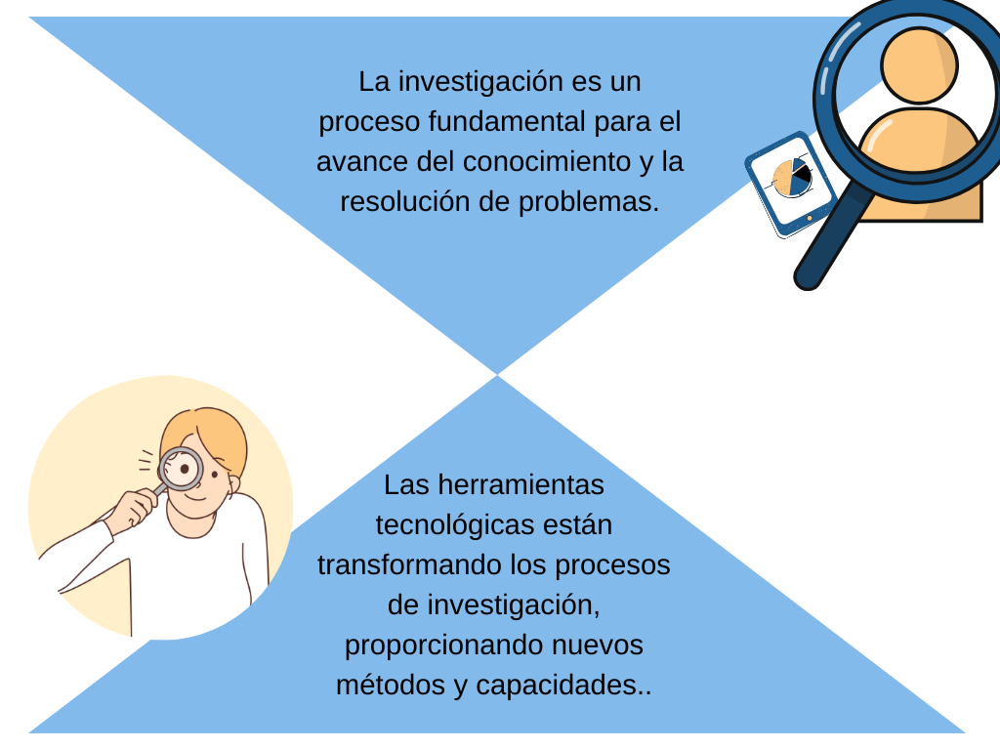 La investigación es un
proceso fundamental para el
avance del conocimiento y la
resolución de problemas.
Las herramientas
tecnológicas están
transformando los procesos
de investigación,
proporcionando nuevos
métodos y capacidades..